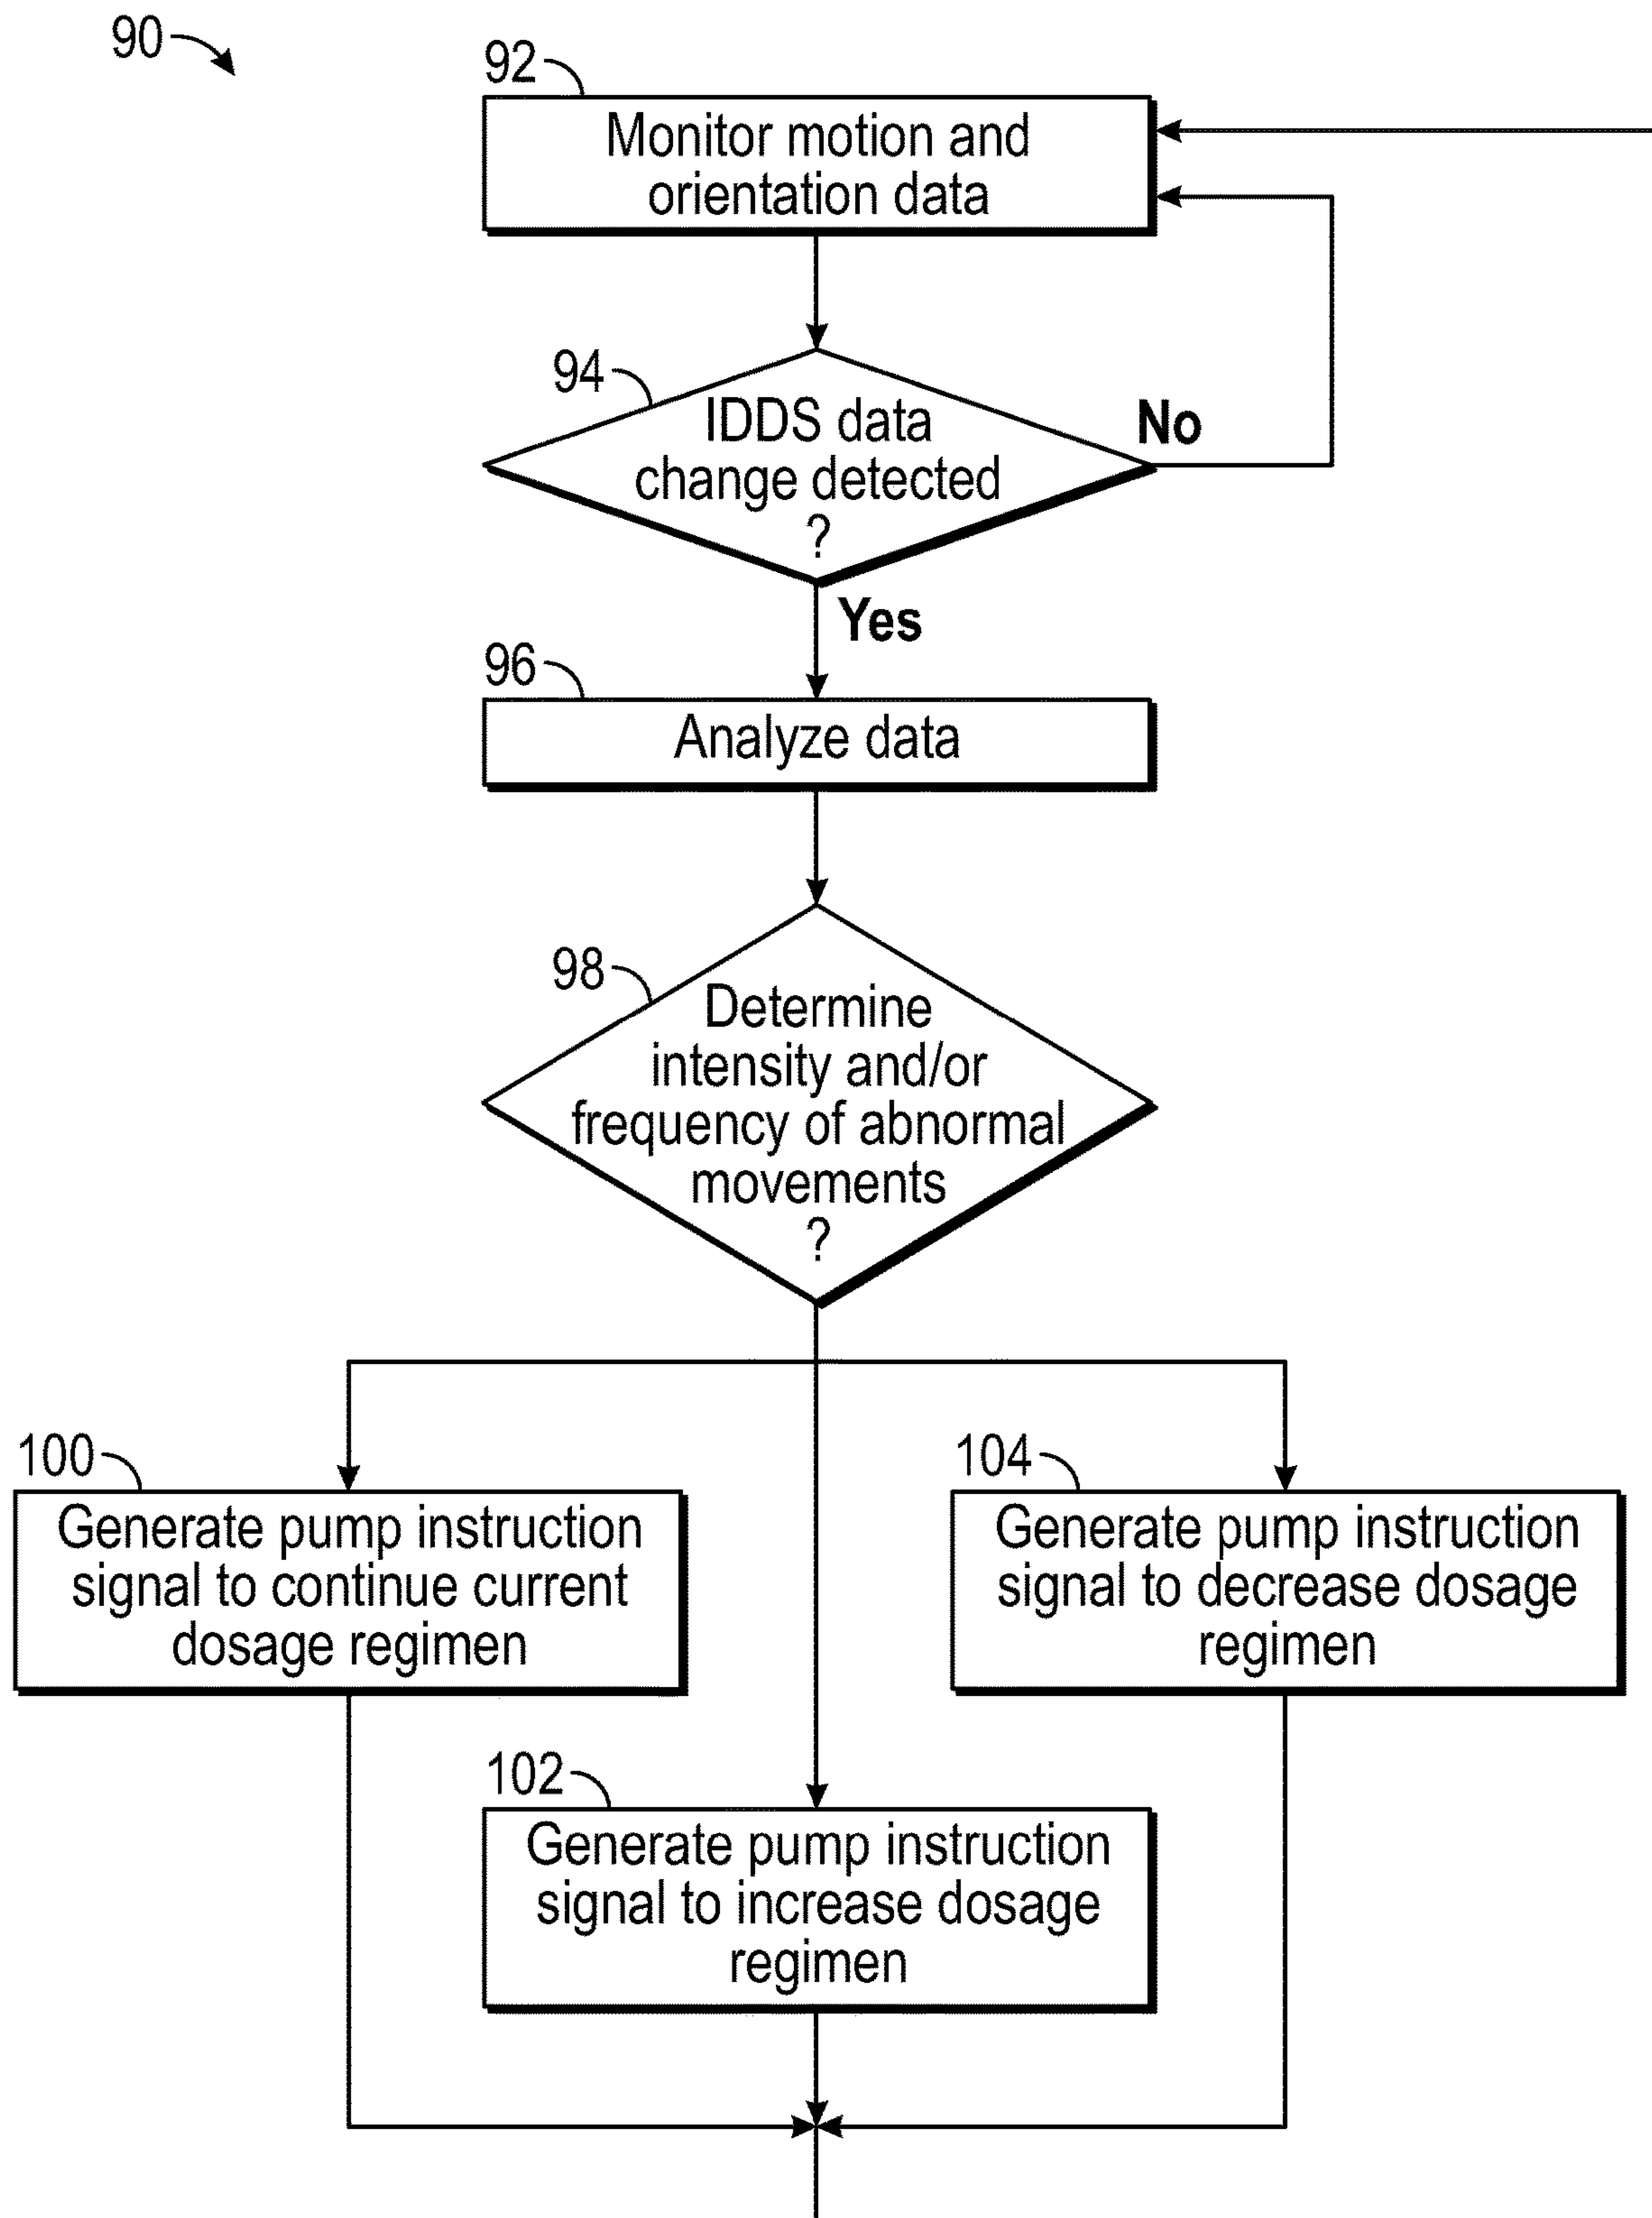 90
92
Monitor motion and
orientation data
94
IDDS data
change detected
?
No
Yes
96
Analyze data
98
Determine
intensity and/or
frequency of abnormal
movements
?
100
Generate pump instruction
signal to continue current
dosage regimen
104
Generate pump instruction
signal to decrease dosage
regimen
102
Generate pump instruction
signal to increase dosage
regimen